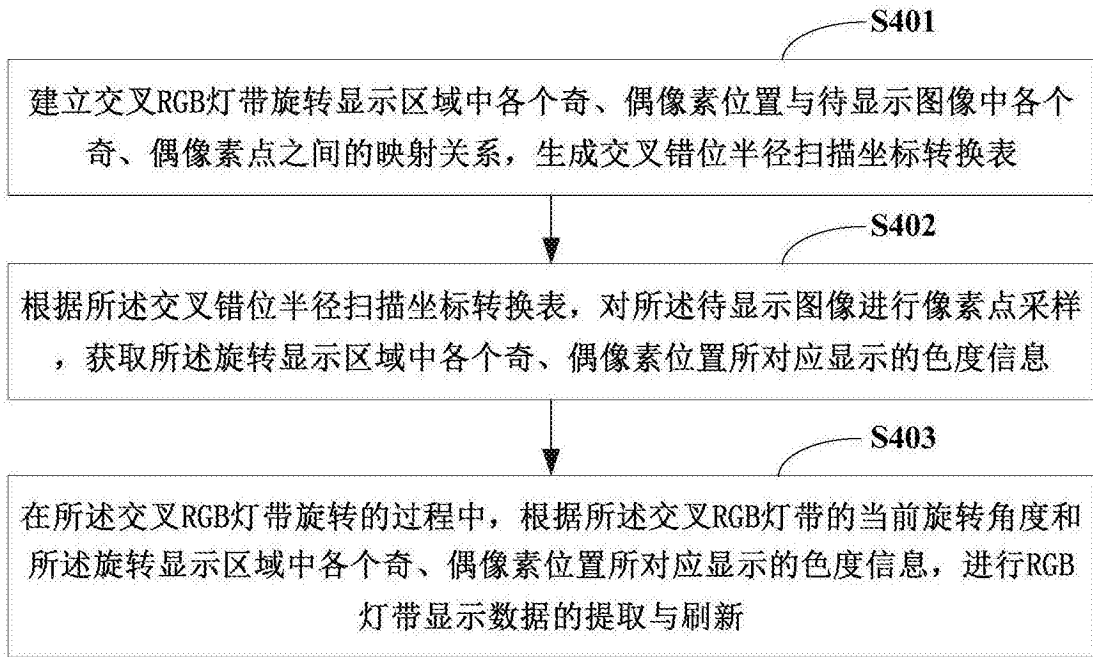 S401
建立交叉RGB灯带旋转显示区域中各个奇、偶像素位置与待显示图像中各个
奇、偶像素点之间的映射关系，生成交叉错位半径扫描坐标转换表
S402
根据所述交叉错位半径扫描坐标转换表，对所述待显示图像进行像素点采样
，获取所述旋转显示区域中各个奇、偶像素位置所对应显示的色度信息
S403
在所述交叉RGB灯带旋转的过程中，根据所述交叉RGB灯带的当前旋转角度和
所述旋转显示区域中各个奇、偶像素位置所对应显示的色度信息，进行RGB
灯带显示数据的提取与刷新